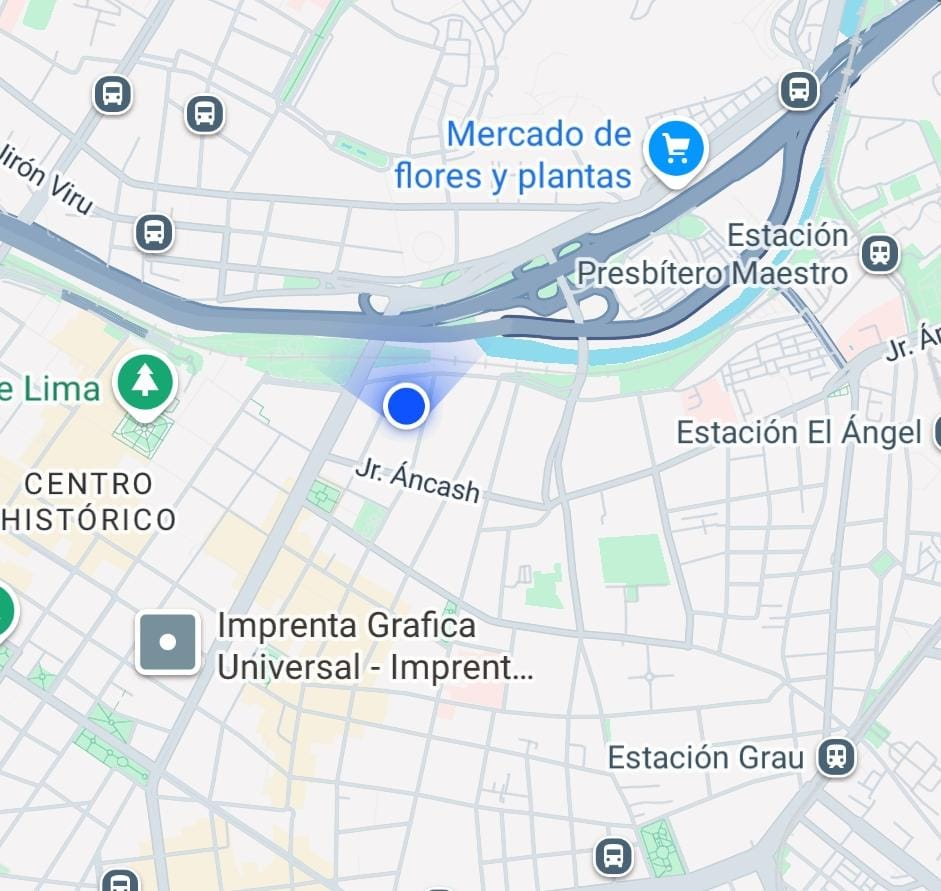 Jirón Viru
Mercado de
flores y plantas
Estación
Presbítero Maestro
Jr. Án
e Lima
Estación El Ángel
Jr. Áncash
CENTRO
HISTÓRICO
Imprenta Grafica
Universal - Imprent...
Estación Grau